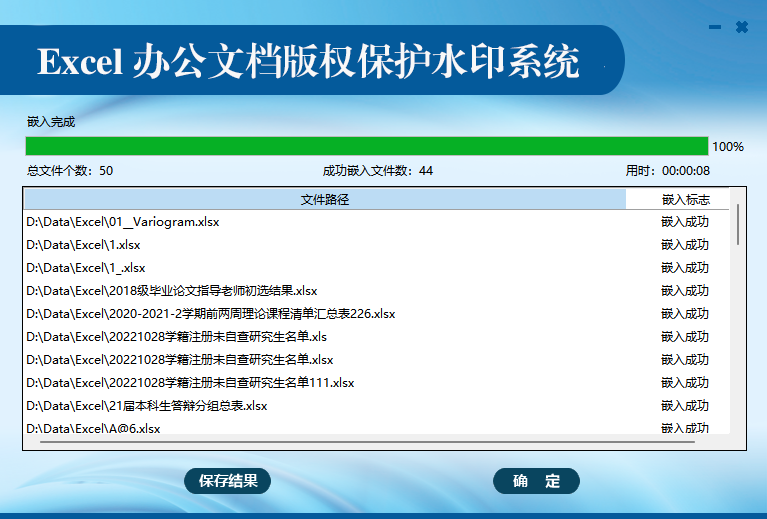 Excel 办公文档版权保护水印系统
嵌入完成
100%
总文件个数：50 成功嵌入文件数：44 用时：00:00:08
文件路径 嵌入标志
D:\Data\Excel\01__Variogram.xlsx 嵌入成功
D:\Data\Excel\1.xlsx 嵌入成功
D:\Data\Excel\1_.xlsx 嵌入成功
D:\Data\Excel\2018级毕业论文指导老师初选结果.xlsx 嵌入成功
D:\Data\Excel\2020-2021-2学期前两周理论课程清单汇总表226.xlsx 嵌入成功
D:\Data\Excel\20221028学籍注册未自查研究生名单.xls 嵌入成功
D:\Data\Excel\20221028学籍注册未自查研究生名单.xlsx 嵌入成功
D:\Data\Excel\20221028学籍注册未自查研究生名单111.xlsx 嵌入成功
D:\Data\Excel\21届本科生答辩分组总表.xlsx 嵌入成功
D:\Data\Excel\A@6.xlsx 嵌入成功
保存结果 确 定